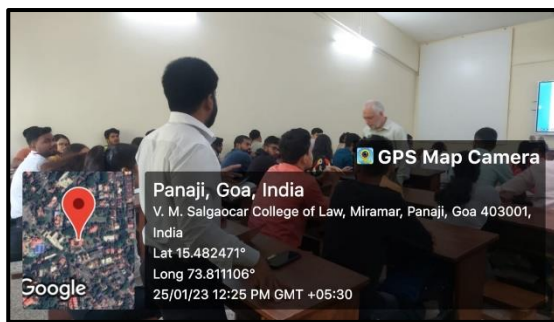 GPS Map Camera
Panaji, Goa, India
V. M. Salgaocar College of Law, Miramar, Panaji, Goa 403001,
India
Lat 15.482471°
Long 73.811106°
25/01/23 12:25 PM GMT +05:30
Google